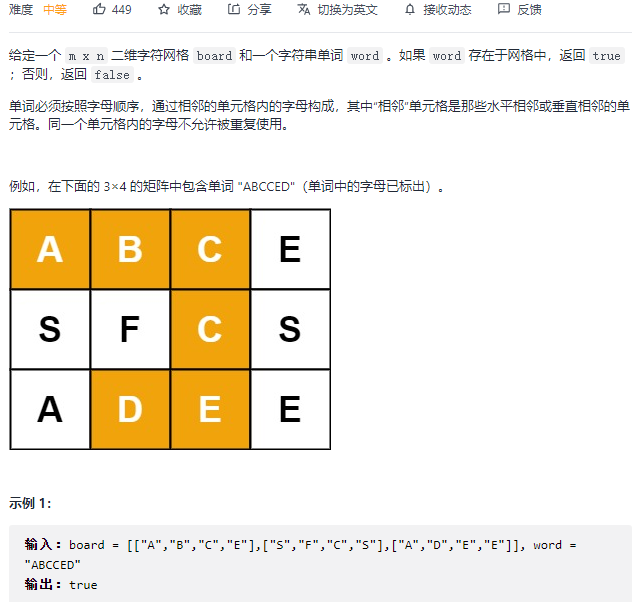 难度 中等 449 收藏 分享 切换为英文 接收动态 反馈
给定一个 m x n 二维字符网格 board 和一个字符串单词 word 。如果 word 存在于网格中，返回 true
；否则，返回 false 。
单词必须按照字母顺序，通过相邻的单元格内的字母构成，其中“相邻”单元格是那些水平相邻或垂直相邻的单
元格。同一个单元格内的字母不允许被重复使用。
例如，在下面的 3×4 的矩阵中包含单词 "ABCCED"（单词中的字母已标出）。
A B C E
S F C S
A D E E
示例 1：
输入：board = [["A","B","C","E"],["S","F","C","S"],["A","D","E","E"]], word =
"ABCCED"
输出：true